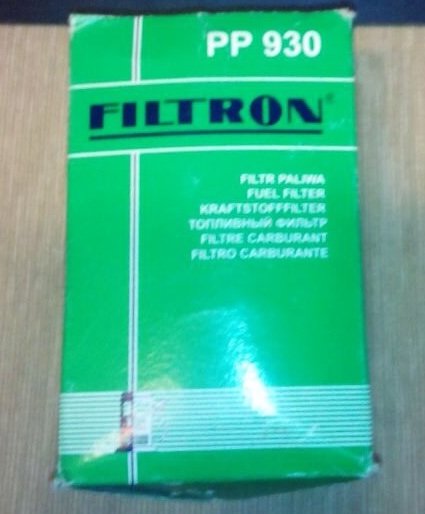 PP 930
FILTRON®
FILTR PALIWA
FUEL FILTER
KRAFTSTOFFFILTER
ТОПЛИВНЫЙ ФИЛЬТР
FILTRE CARBURANT
FILTRO CARBURANTE